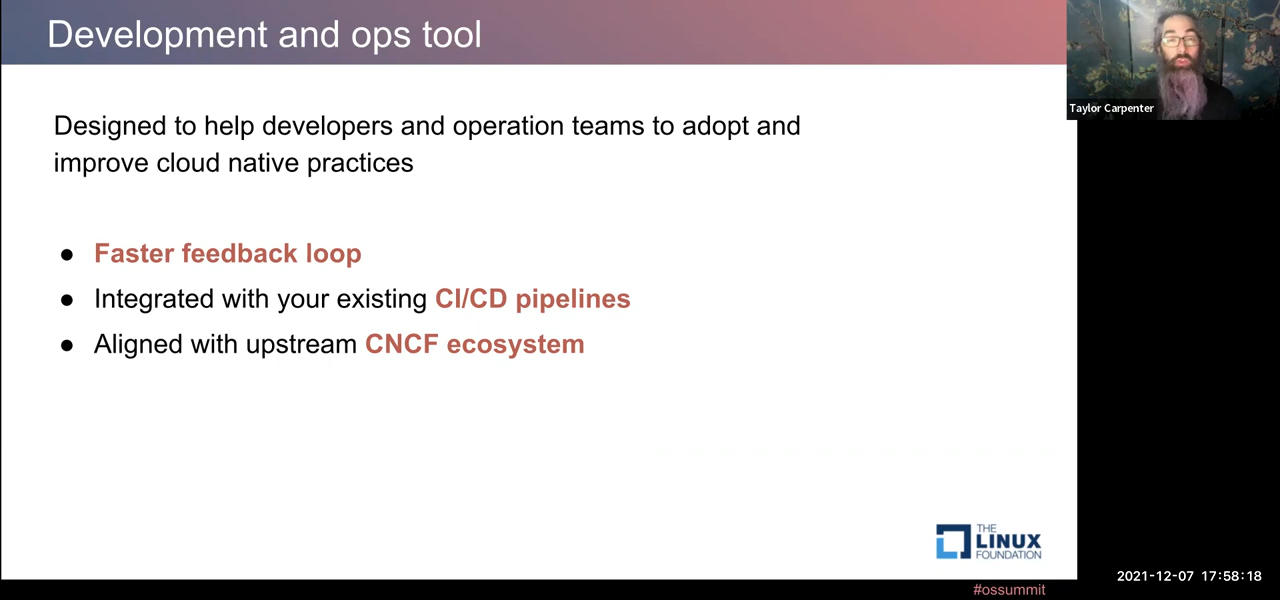 Development and ops tool
Taylor Carpenter
Designed to help developers and operation teams to adopt and
improve cloud native practices
● Faster feedback loop
● Integrated with your existing CI/CD pipelines
● Aligned with upstream CNCF ecosystem
THE
LINUX
FOUNDATION
2021-12-07 17:58:18
#ossummit